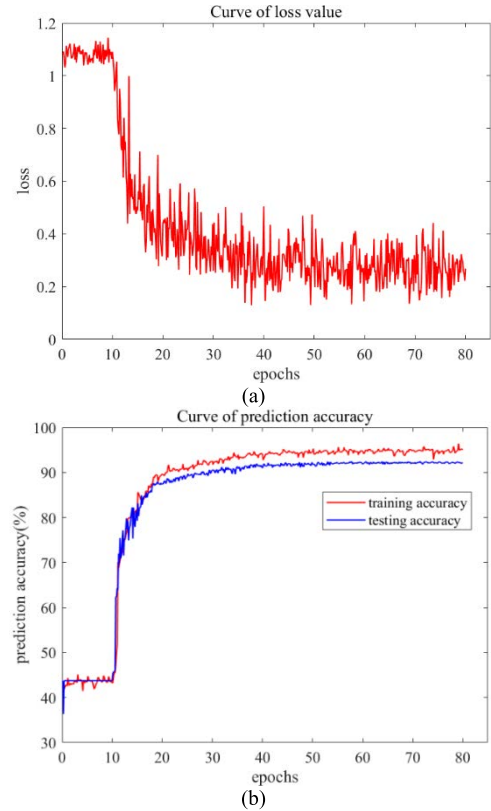 Curve of loss value
1.2
1
0.8
0.6
0.4
0.2
0
loss
0 10 20 30 40 50 60 70 80
epochs
(a)
Curve of prediction accuracy
100
90
80
70
60
50
40
30
prediction accuracy(%)
training accuracy
testing accuracy
0 10 20 30 40 50 60 70 80 90
epochs
(b)